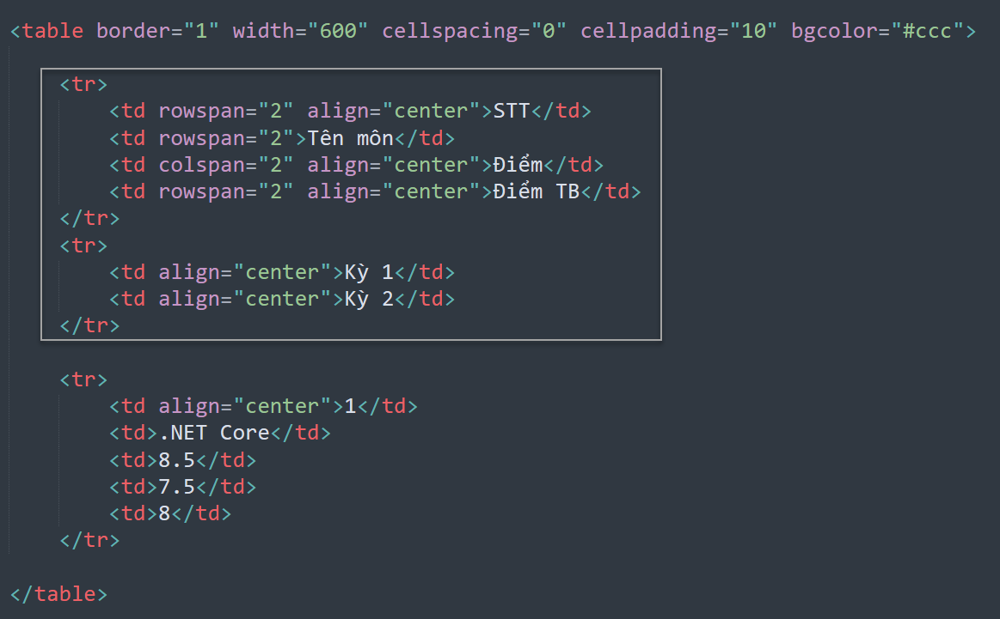 <table border="1" width="600" cellspacing="0" cellpadding="10" bgcolor="#ccc">
<tr>
<td rowspan="2" align="center">STT</td>
<td rowspan="2">Tên môn</td>
<td colspan="2" align="center">Điểm</td>
<td rowspan="2" align="center">Điểm TB</td>
</tr>
<tr>
<td align="center">Kỳ 1</td>
<td align="center">Kỳ 2</td>
</tr>
<tr>
<td align="center">1</td>
<td>.NET Core</td>
<td>8.5</td>
<td>7.5</td>
<td>8</td>
</tr>
</table>